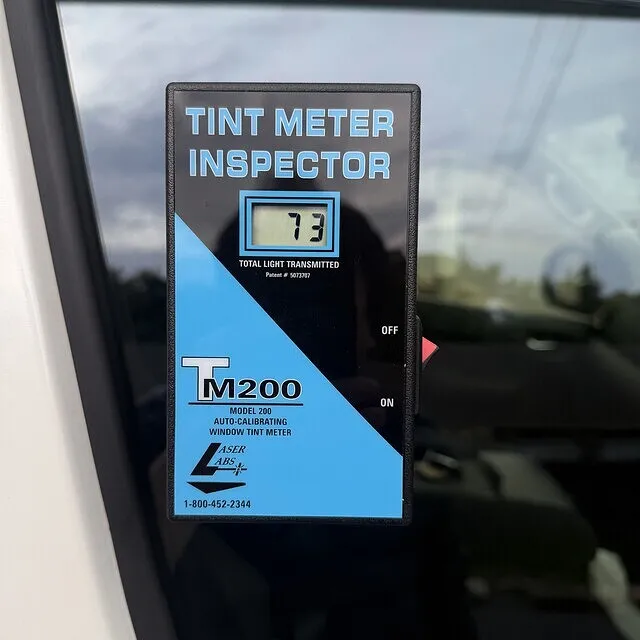 TINT METER
INSPECTOR
73
TOTAL LIGHT TRANSMITTED
Patent # 5073707
OFF
ON
TM200
MODEL 200
AUTO-CALIBRATING
WINDOW TINT METER
LASER
LABS
1-800-452-2344